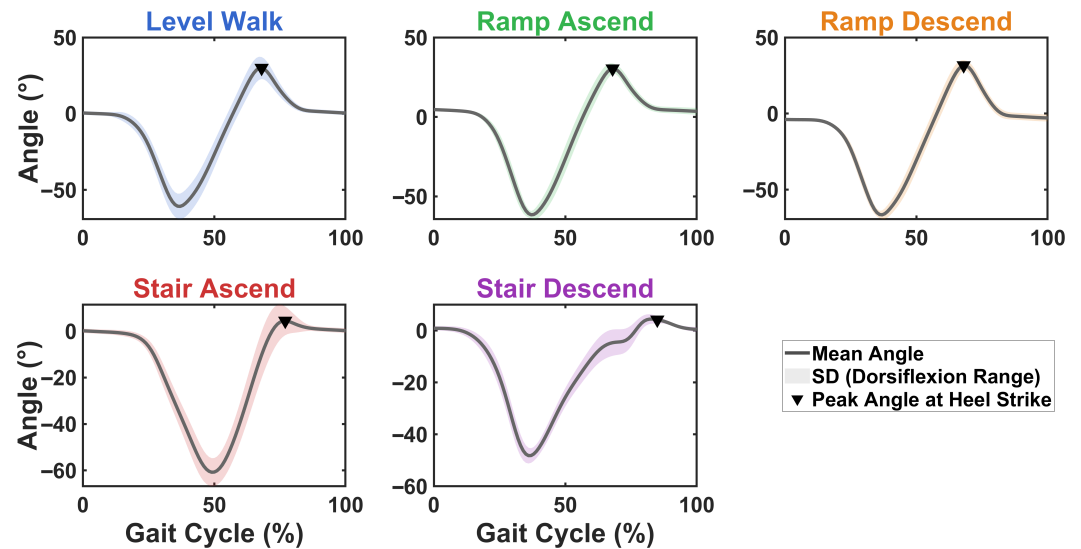 Level Walk
Ramp Ascend
Ramp Descend
Angle (°)
50
0
−50
0
50
100
50
0
−50
0
50
100
50
0
−50
0
50
100
Stair Ascend
Stair Descend
Angle (°)
0
−20
−40
−60
0
50
100
Gait Cycle (%)
10
0
−20
−40
−60
0
50
100
Gait Cycle (%)
Mean Angle
SD (Dorsiflexion Range)
Peak Angle at Heel Strike